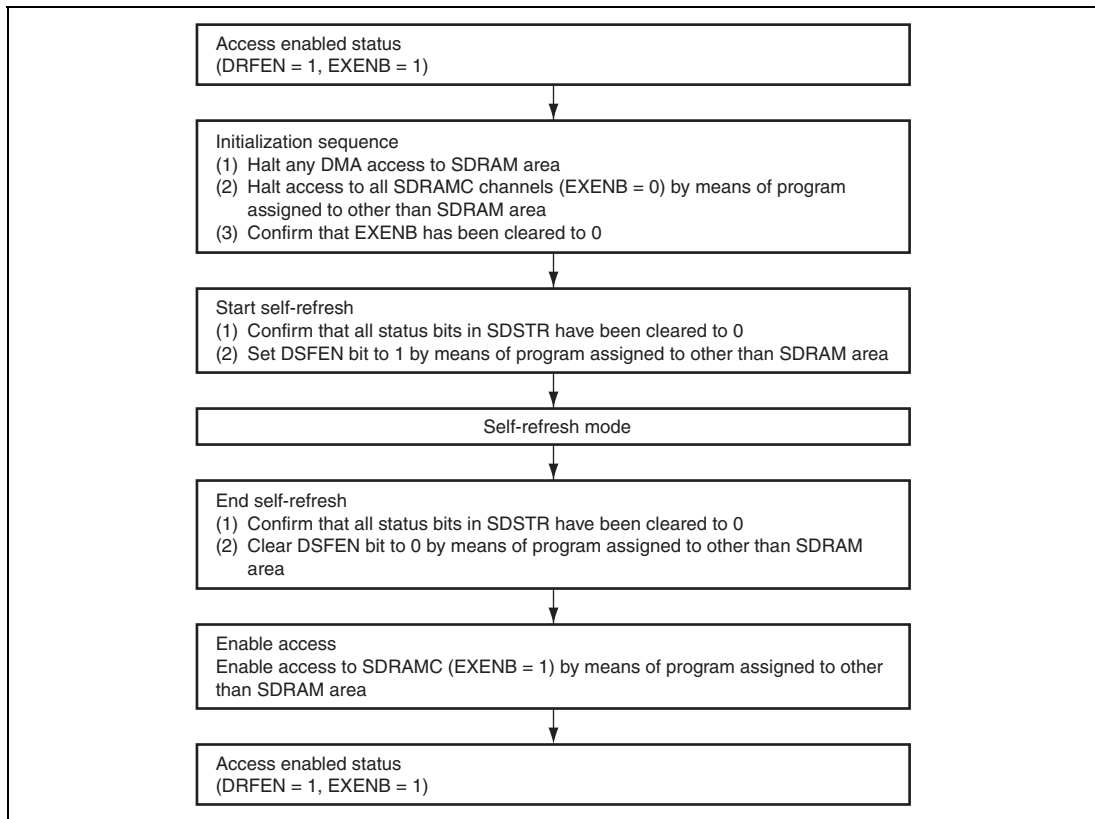 Access enabled status
(DRFEN = 1, EXENB = 1)
Initialization sequence
(1) Halt any DMA access to SDRAM area
(2) Halt access to all SDRAMC channels (EXENB = 0) by means of program
assigned to other than SDRAM area
(3) Confirm that EXENB has been cleared to 0
Start self-refresh
(1) Confirm that all status bits in SDSTR have been cleared to 0
(2) Set DSFEN bit to 1 by means of program assigned to other than SDRAM area
Self-refresh mode
End self-refresh
(1) Confirm that all status bits in SDSTR have been cleared to 0
(2) Clear DSFEN bit to 0 by means of program assigned to other than SDRAM
area
Enable access
Enable access to SDRAMC (EXENB = 1) by means of program assigned to other
than SDRAM area
Access enabled status
(DRFEN = 1, EXENB = 1)